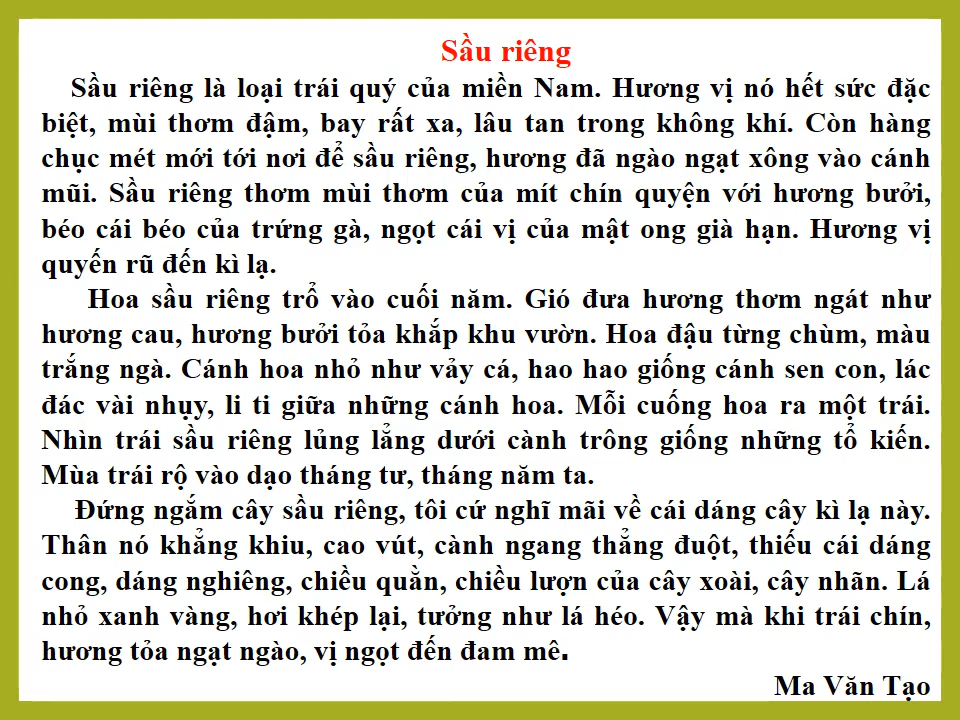 Sầu riêng
Sầu riêng là loại trái quý của miền Nam. Hương vị nó hết sức đặc
biệt, mùi thơm đậm, bay rất xa, lâu tan trong không khí. Còn hàng
chục mét mới tới nơi để sầu riêng, hương đã ngào ngạt xông vào cánh
mũi. Sầu riêng thơm mùi thơm của mít chín quyện với hương bưởi,
béo cái béo của trứng gà, ngọt cái vị của mật ong già hạn. Hương vị
quyến rũ đến kì lạ.
Hoa sầu riêng trổ vào cuối năm. Gió đưa hương thơm ngát như
hương cau, hương bưởi tỏa khắp khu vườn. Hoa đậu từng chùm, màu
trắng ngà. Cánh hoa nhỏ như vảy cá, hao hao giống cánh sen con, lác
đác vài nhụy, li ti giữa những cánh hoa. Mỗi cuống hoa ra một trái.
Nhìn trái sầu riêng lủng lẳng dưới cành trông giống những tổ kiến.
Mùa trái rộ vào dạo tháng tư, tháng năm ta.
Đứng ngắm cây sầu riêng, tôi cứ nghĩ mãi về cái dáng cây kì lạ này.
Thân nó khẳng khiu, cao vút, cành ngang thẳng đuột, thiếu cái dáng
cong, dáng nghiêng, chiều quằn, chiều lượn của cây xoài, cây nhãn. Lá
nhỏ xanh vàng, hơi khép lại, tưởng như lá héo. Vậy mà khi trái chín,
hương tỏa ngạt ngào, vị ngọt đến đam mê.
Ma Văn Tạo